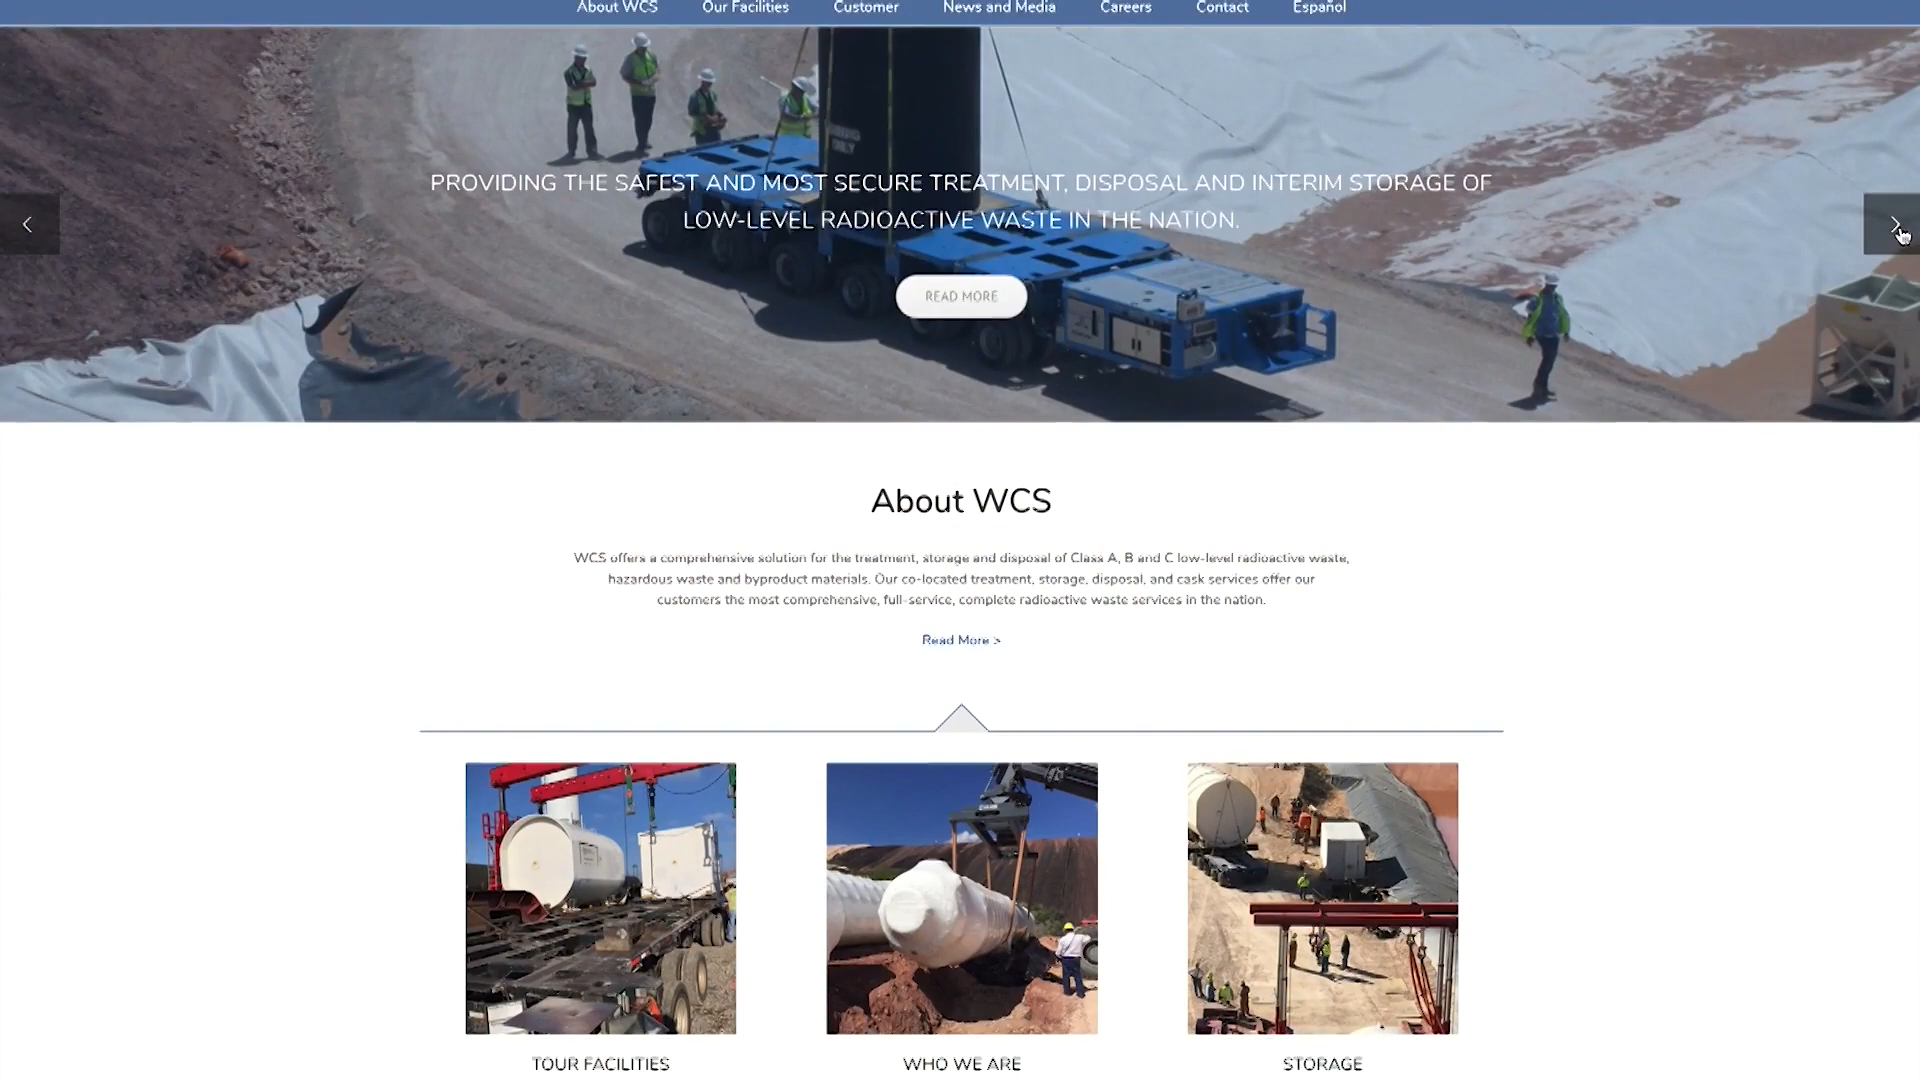 About WCS Our Facilities Customer News and Media Careers Contact Español
PROVIDING THE SAFEST AND MOST SECURE TREATMENT, DISPOSAL AND INTERIM STORAGE OF
LOW-LEVEL RADIOACTIVE WASTE IN THE NATION.
READ MORE
About WCS
WCS offers a comprehensive solution for the treatment, storage and disposal of Class A, B and C low-level radioactive waste,
hazardous waste and byproduct materials. Our co-located treatment, storage, disposal, and cask services offer our
customers the most comprehensive, full-service, complete radioactive waste services in the nation.
Read More >
TOUR FACILITIES
WHO WE ARE
STORAGE